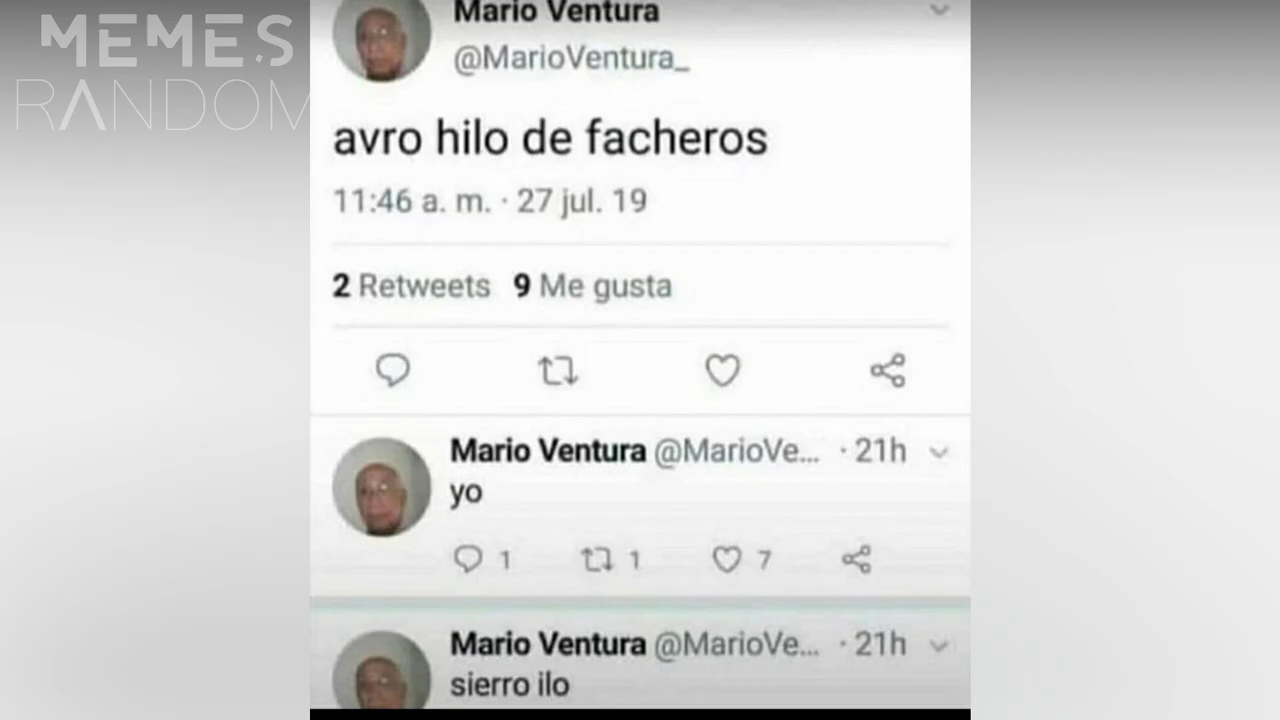 MEMES
RANDOM
Mario Ventura
@MarioVentura_
avro hilo de facheros
11:46 a. m. · 27 jul. 19
2 Retweets 9 Me gusta
Mario Ventura @MarioVe... · 21h
yo
1 1 7
Mario Ventura @MarioVe... · 21h
sierro ilo